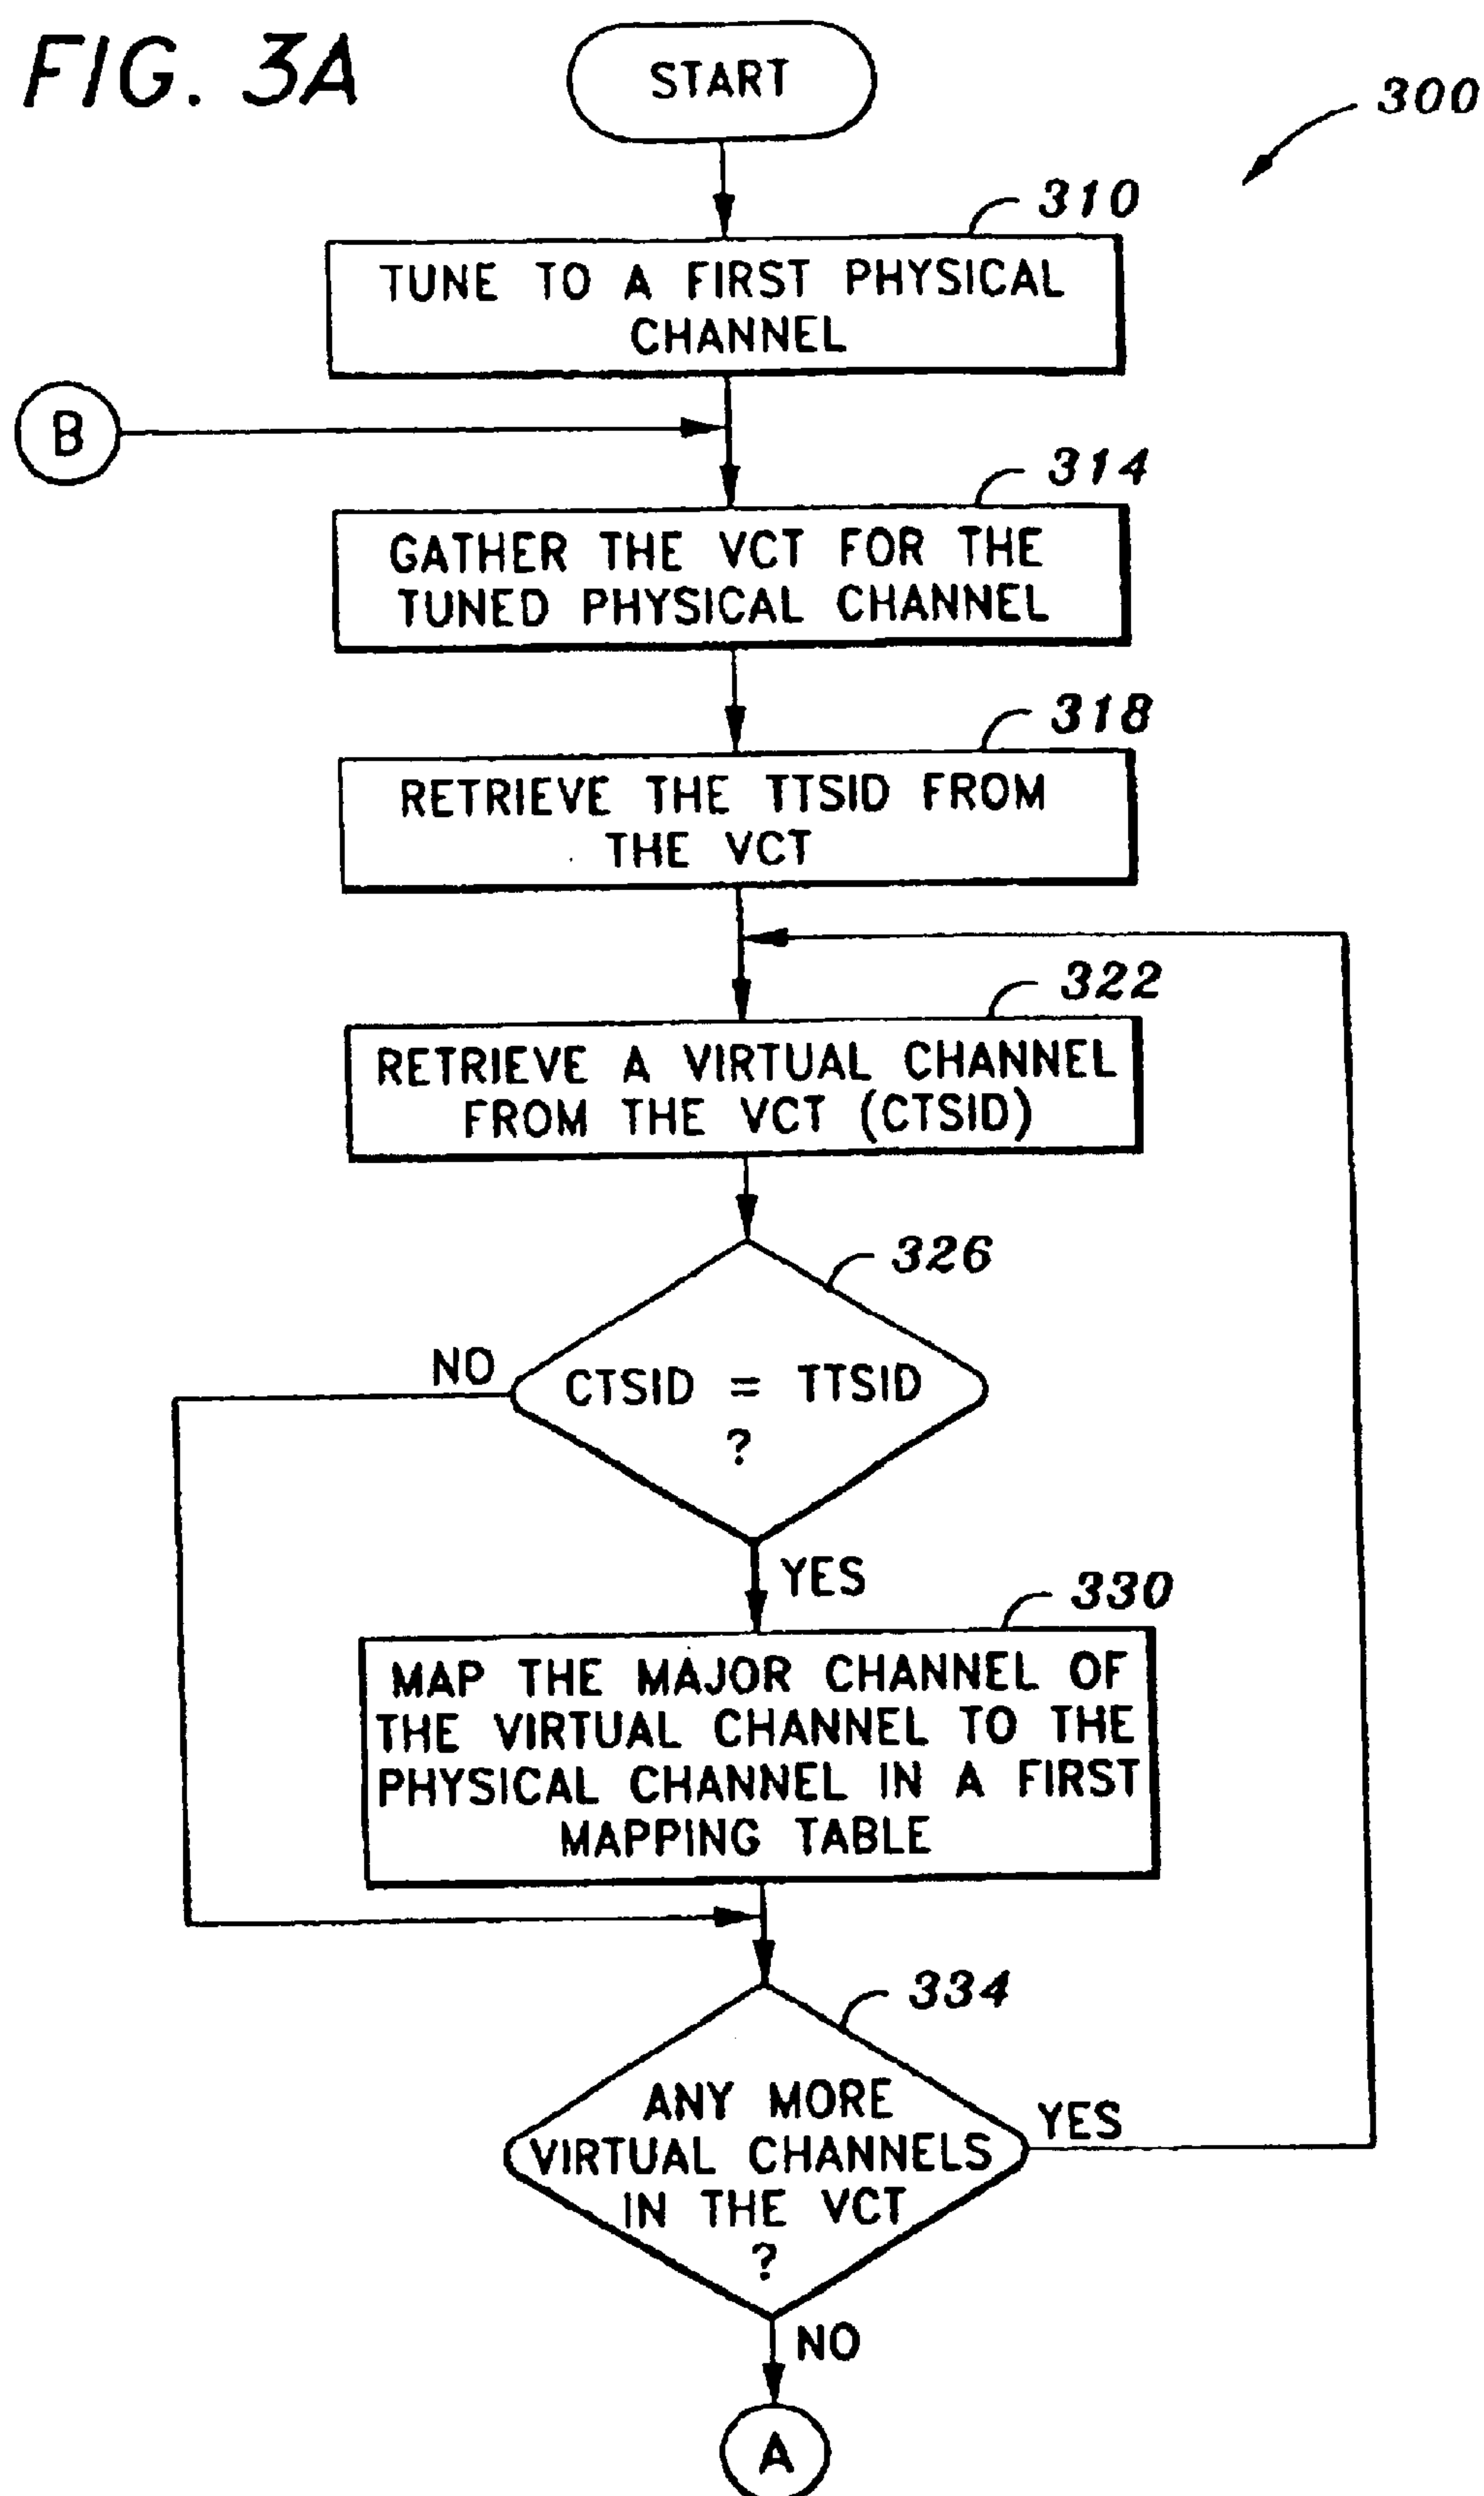 FIG. 3A
START
300
310
TUNE TO A FIRST PHYSICAL
CHANNEL
B
314
GATHER THE VCT FOR THE
TUNED PHYSICAL CHANNEL
318
RETRIEVE THE TTSID FROM
THE VCT
322
RETRIEVE A VIRTUAL CHANNEL
FROM THE VCT (CTSID)
326
NO
CTSID = TTSID
?
YES
330
MAP THE MAJOR CHANNEL OF
THE VIRTUAL CHANNEL TO THE
PHYSICAL CHANNEL IN A FIRST
MAPPING TABLE
334
ANY MORE
VIRTUAL CHANNELS
IN THE VCT
?
YES
NO
A